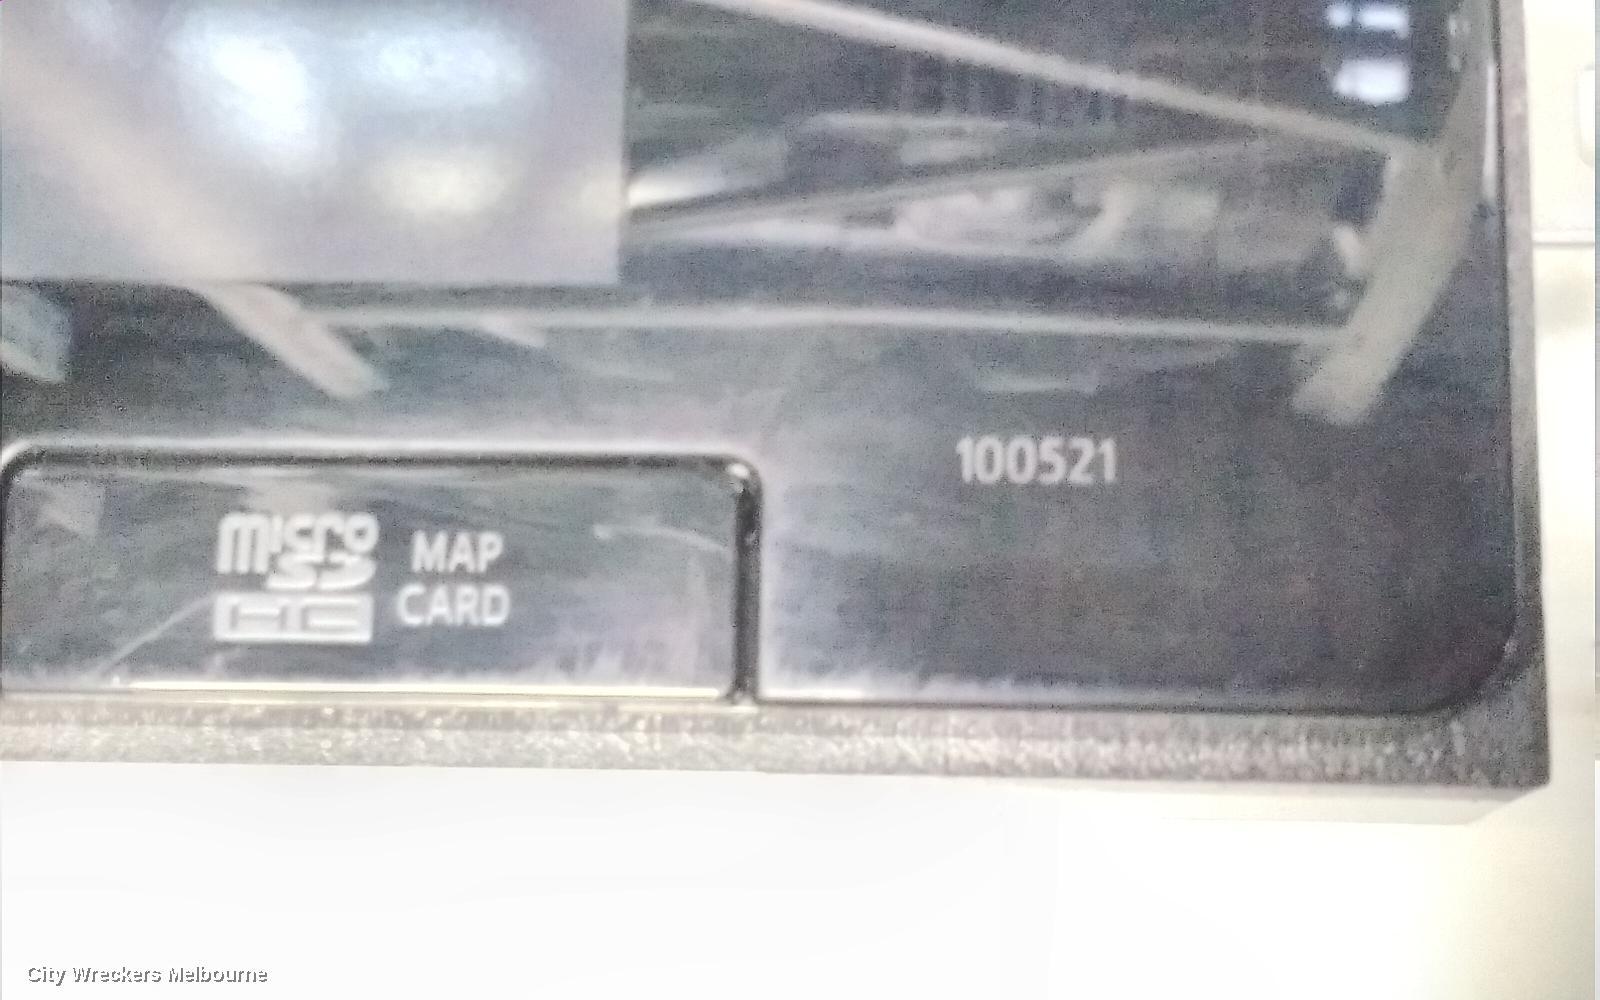 100521
micro
SD
HC
MAP
CARD
City Wreckers Melbourne